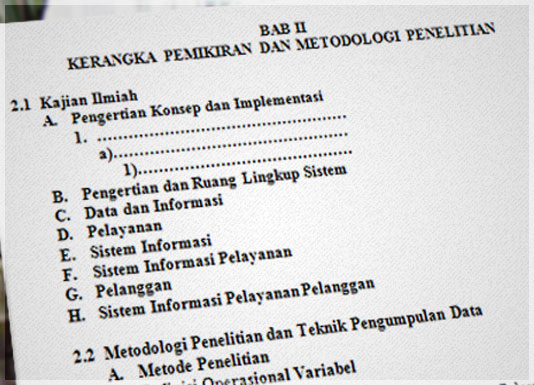 BAB II
KERANGKA PEMIKIRAN DAN METODOLOGI PENELITIAN
2.1 Kajian Ilmiah
A. Pengertian Konsep dan Implementasi
1. ..................................................
a)...............................................
1)...........................................
B. Pengertian dan Ruang Lingkup Sistem
C. Data dan Informasi
D. Pelayanan
E. Sistem Informasi
F. Sistem Informasi Pelayanan
G. Pelanggan
H. Sistem Informasi Pelayanan Pelanggan
2.2 Metodologi Penelitian dan Teknik Pengumpulan Data
A. Metode Penelitian
Operasional Variabel